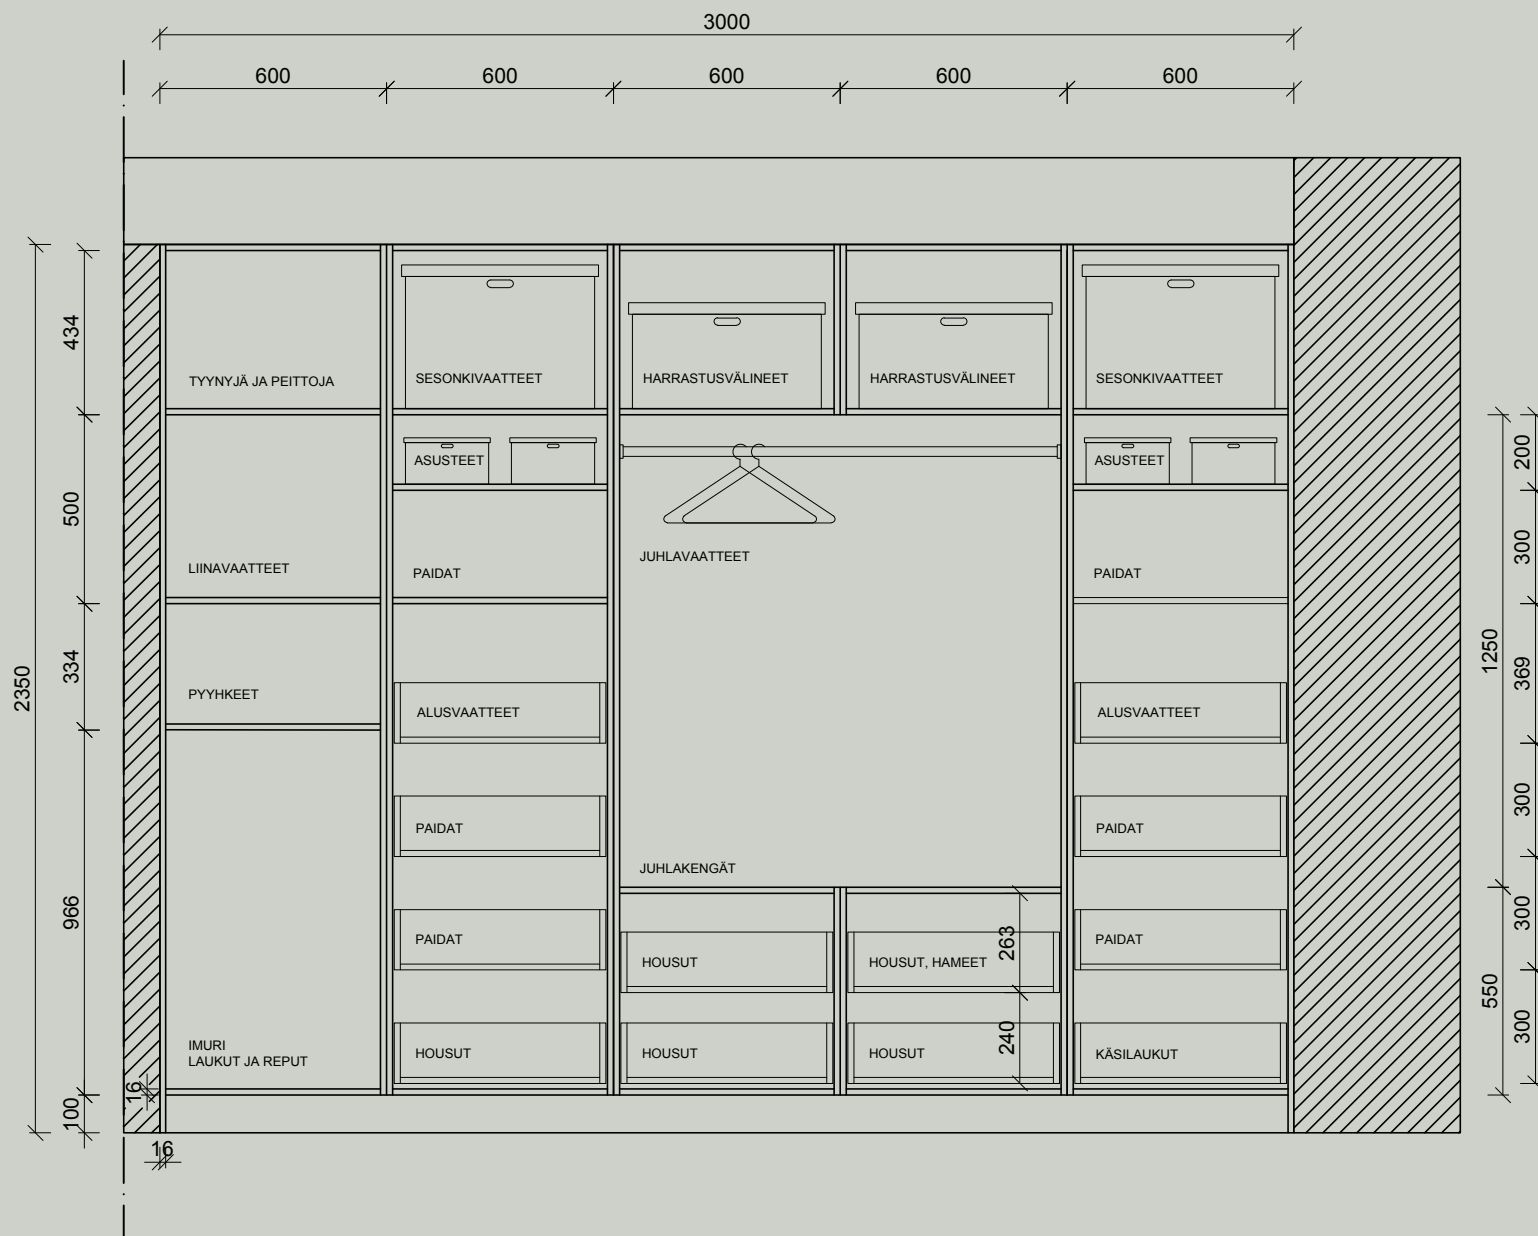 3000
600 600 600 600 600
434
500
334
2350
966
100
16
16
TYYNYJÄ JA PEITTOJA
LIINAVAATTEET
PYYHKEET
IMURI
LAUKUT JA REPUT
SESONKIVAATTEET
ASUSTEET
PAIDAT
ALUSVAATTEET
PAIDAT
PAIDAT
HOUSUT
HARRASTUSVÄLINEET
HARRASTUSVÄLINEET
JUHLAVAATTEET
JUHLAKENGÄT
HOUSUT
HOUSUT
HOUSUT, HAMEET
HOUSUT
263
240
SESONKIVAATTEET
ASUSTEET
PAIDAT
ALUSVAATTEET
PAIDAT
PAIDAT
KÄSILAUKUT
1250
550
200
300
369
300
300
300